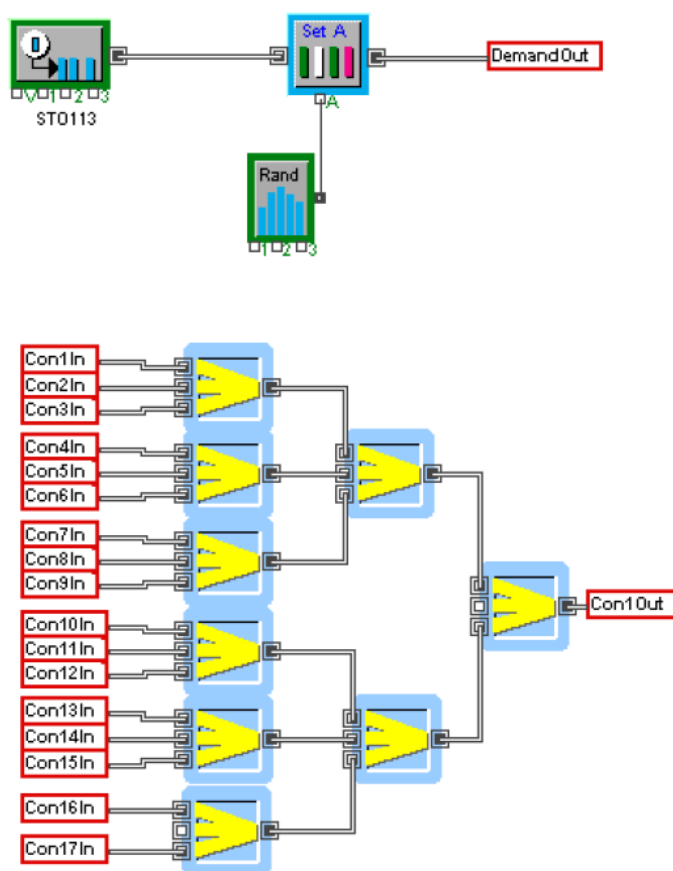 Set A
DemandOut
V 1 2 3
A
STO113
Rand
1 2 3
Con1In
Con2In
Con3In
Con4In
Con5In
Con6In
Con7In
Con8In
Con9In
Con1Out
Con10In
Con11In
Con12In
Con13In
Con14In
Con15In
Con16In
Con17In